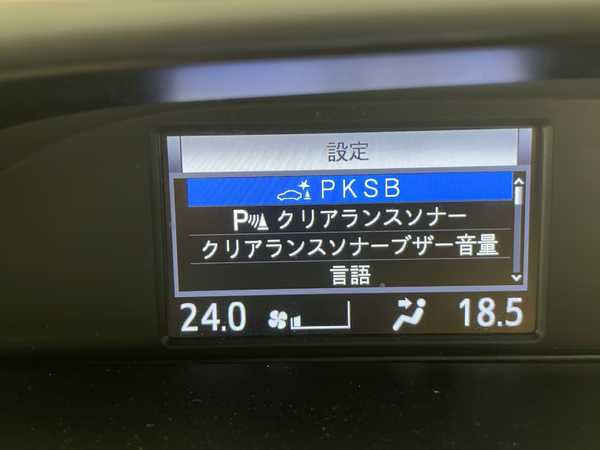 設定
PKSB
P クリアランスソナー
クリアランスソナーブザー音量
言語
24.0 18.5